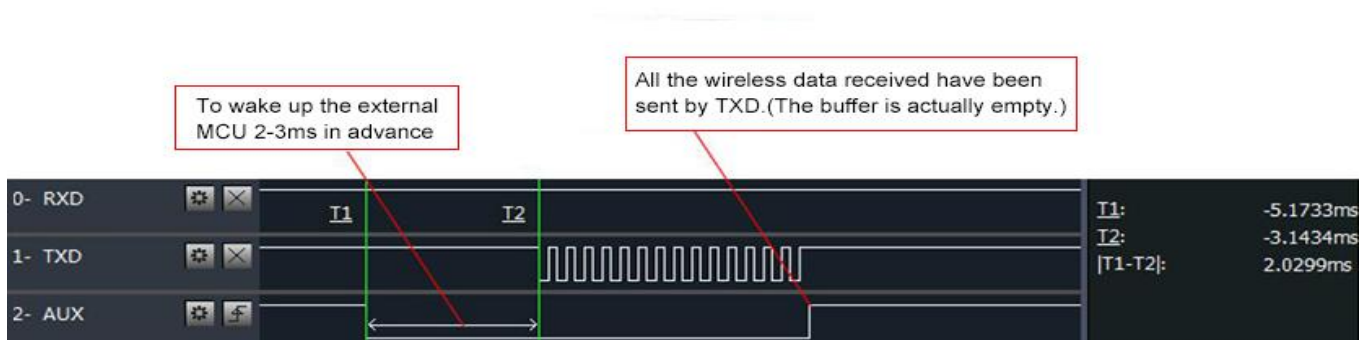 To wake up the external
MCU 2-3ms in advance
All the wireless data received have been
sent by TXD.(The buffer is actually empty.)
0- RXD
T1
T2
1- TXD
2- AUX
T1: -5.1733ms
T2: -3.1434ms
|T1-T2|: 2.0299ms